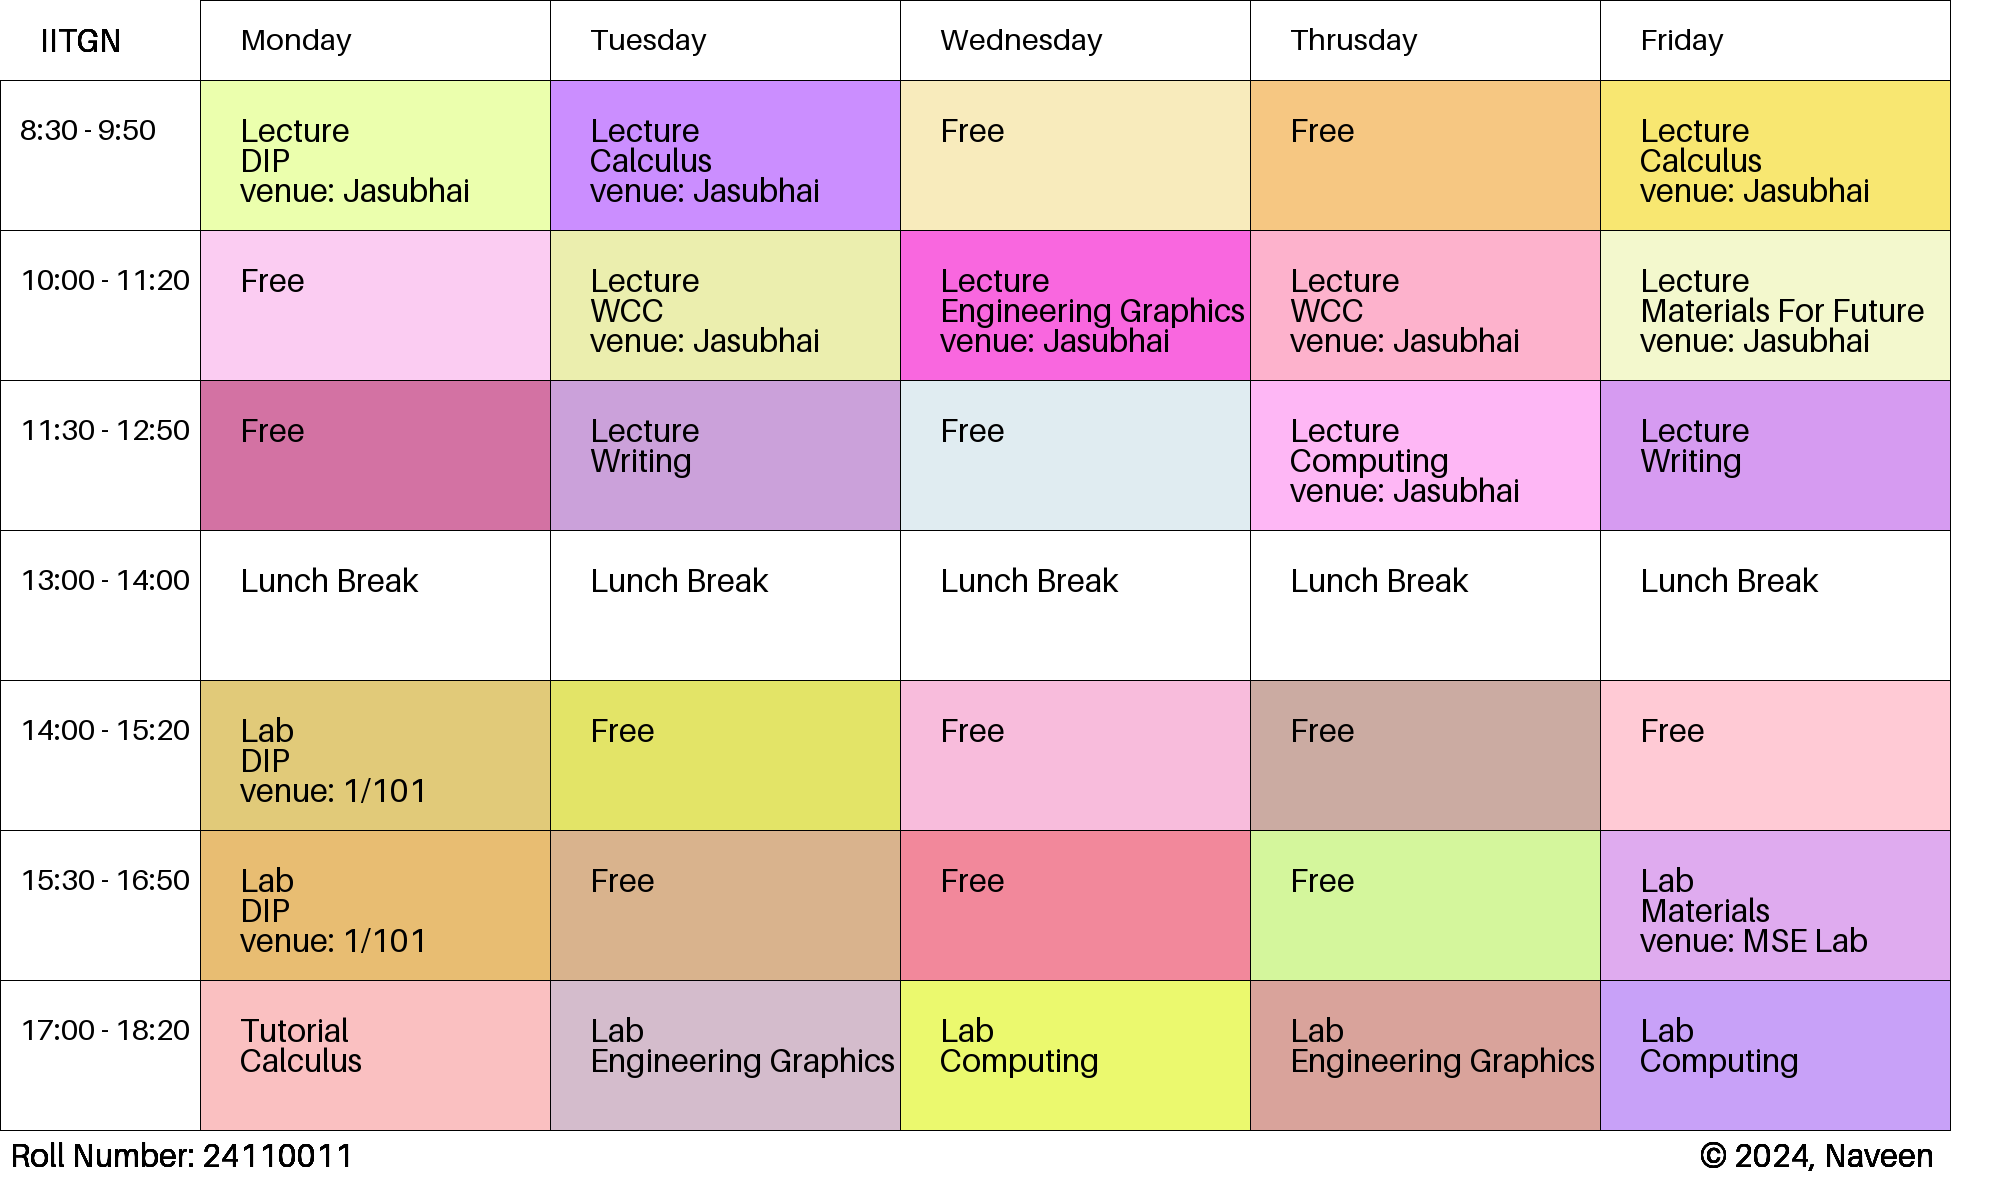 IITGN
Monday
Tuesday
Wednesday
Thrusday
Friday
8:30 - 9:50
Lecture
DIP
venue: Jasubhai
Lecture
Calculus
venue: Jasubhai
Free
Free
Lecture
Calculus
venue: Jasubhai
10:00 - 11:20
Free
Lecture
WCC
venue: Jasubhai
Lecture
Engineering Graphics
venue: Jasubhai
Lecture
WCC
venue: Jasubhai
Lecture
Materials For Future
venue: Jasubhai
11:30 - 12:50
Free
Lecture
Writing
Free
Lecture
Computing
venue: Jasubhai
Lecture
Writing
13:00 - 14:00
Lunch Break
Lunch Break
Lunch Break
Lunch Break
Lunch Break
14:00 - 15:20
Lab
DIP
venue: 1/101
Free
Free
Free
Free
15:30 - 16:50
Lab
DIP
venue: 1/101
Free
Free
Free
Lab
Materials
venue: MSE Lab
17:00 - 18:20
Tutorial
Calculus
Lab
Engineering Graphics
Lab
Computing
Lab
Engineering Graphics
Lab
Computing
Roll Number: 24110011
© 2024, Naveen